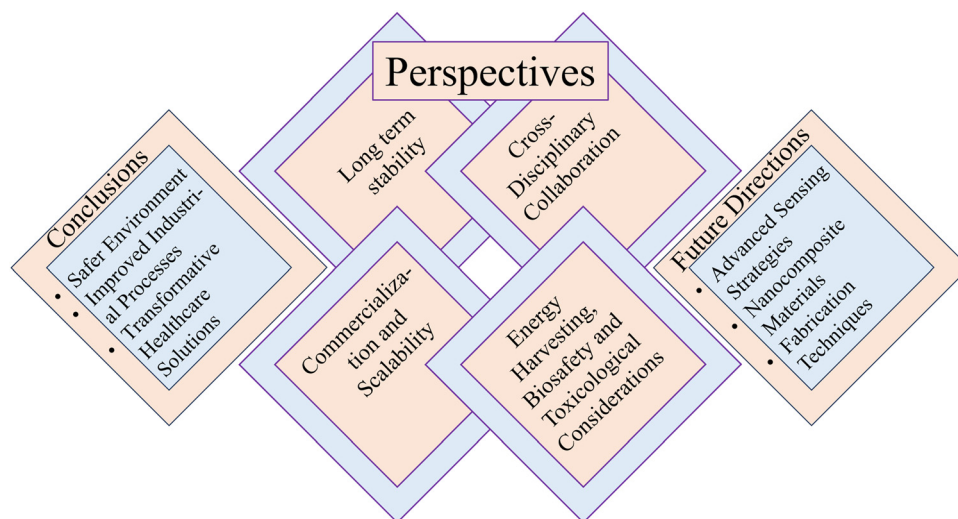 Perspectives
Conclusions
• Safer Environment
• Improved Industri-
al Processes
• Transformative
Healthcare
Solutions
Long term
stability
Cross-
Disciplinary
Collaboration
Commercializa-
tion and
Scalability
Energy
Harvesting,
Biosafety and
Toxicological
Considerations
Future Directions
• Advanced Sensing
Strategies
• Nanocomposite
Materials
• Fabrication
Techniques